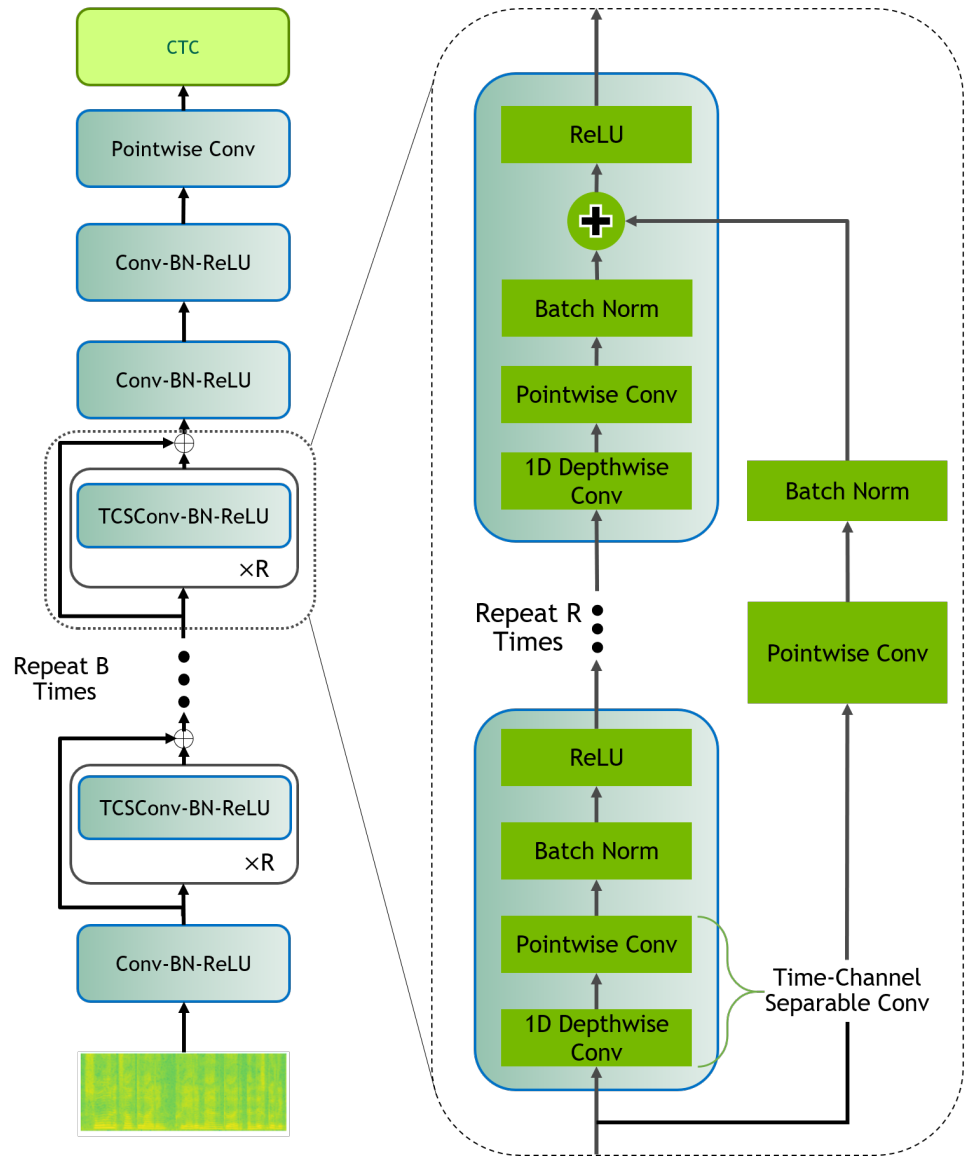 CTC
Pointwise Conv
Conv-BN-ReLU
Conv-BN-ReLU
TCSConv-BN-ReLU
×R
Repeat B
Times
TCSConv-BN-ReLU
×R
Conv-BN-ReLU
ReLU
Batch Norm
Pointwise Conv
1D Depthwise
Conv
Batch Norm
Repeat R
Times
Pointwise Conv
ReLU
Batch Norm
Pointwise Conv
Time-Channel
Separable Conv
1D Depthwise
Conv